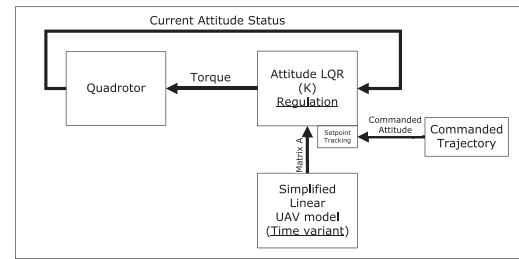 Current Attitude Status
Quadrotor
Torque
Attitude LQR
(K)
Regulation
Setpoint
Tracking
Commanded
Attitude
Commanded
Trajectory
Matrix A
Simplified
Linear
UAV model
(Time variant)